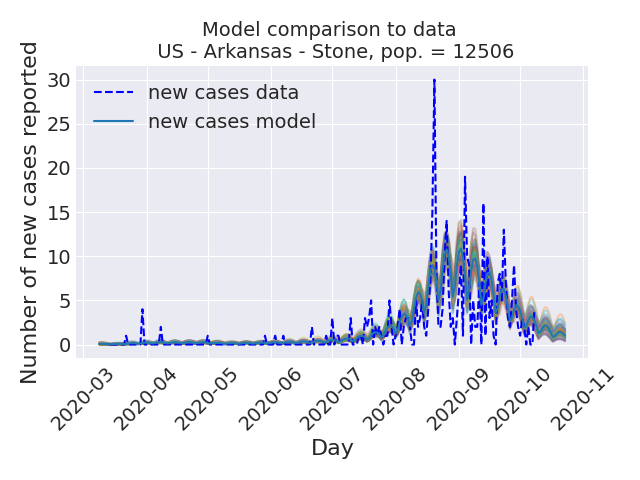 Model comparison to data
US - Arkansas - Stone, pop. = 12506
Number of new cases reported
30
25
20
15
10
5
0
new cases data
new cases model
2020-03
2020-04
2020-05
2020-06
2020-07
2020-08
2020-09
2020-10
2020-11
Day